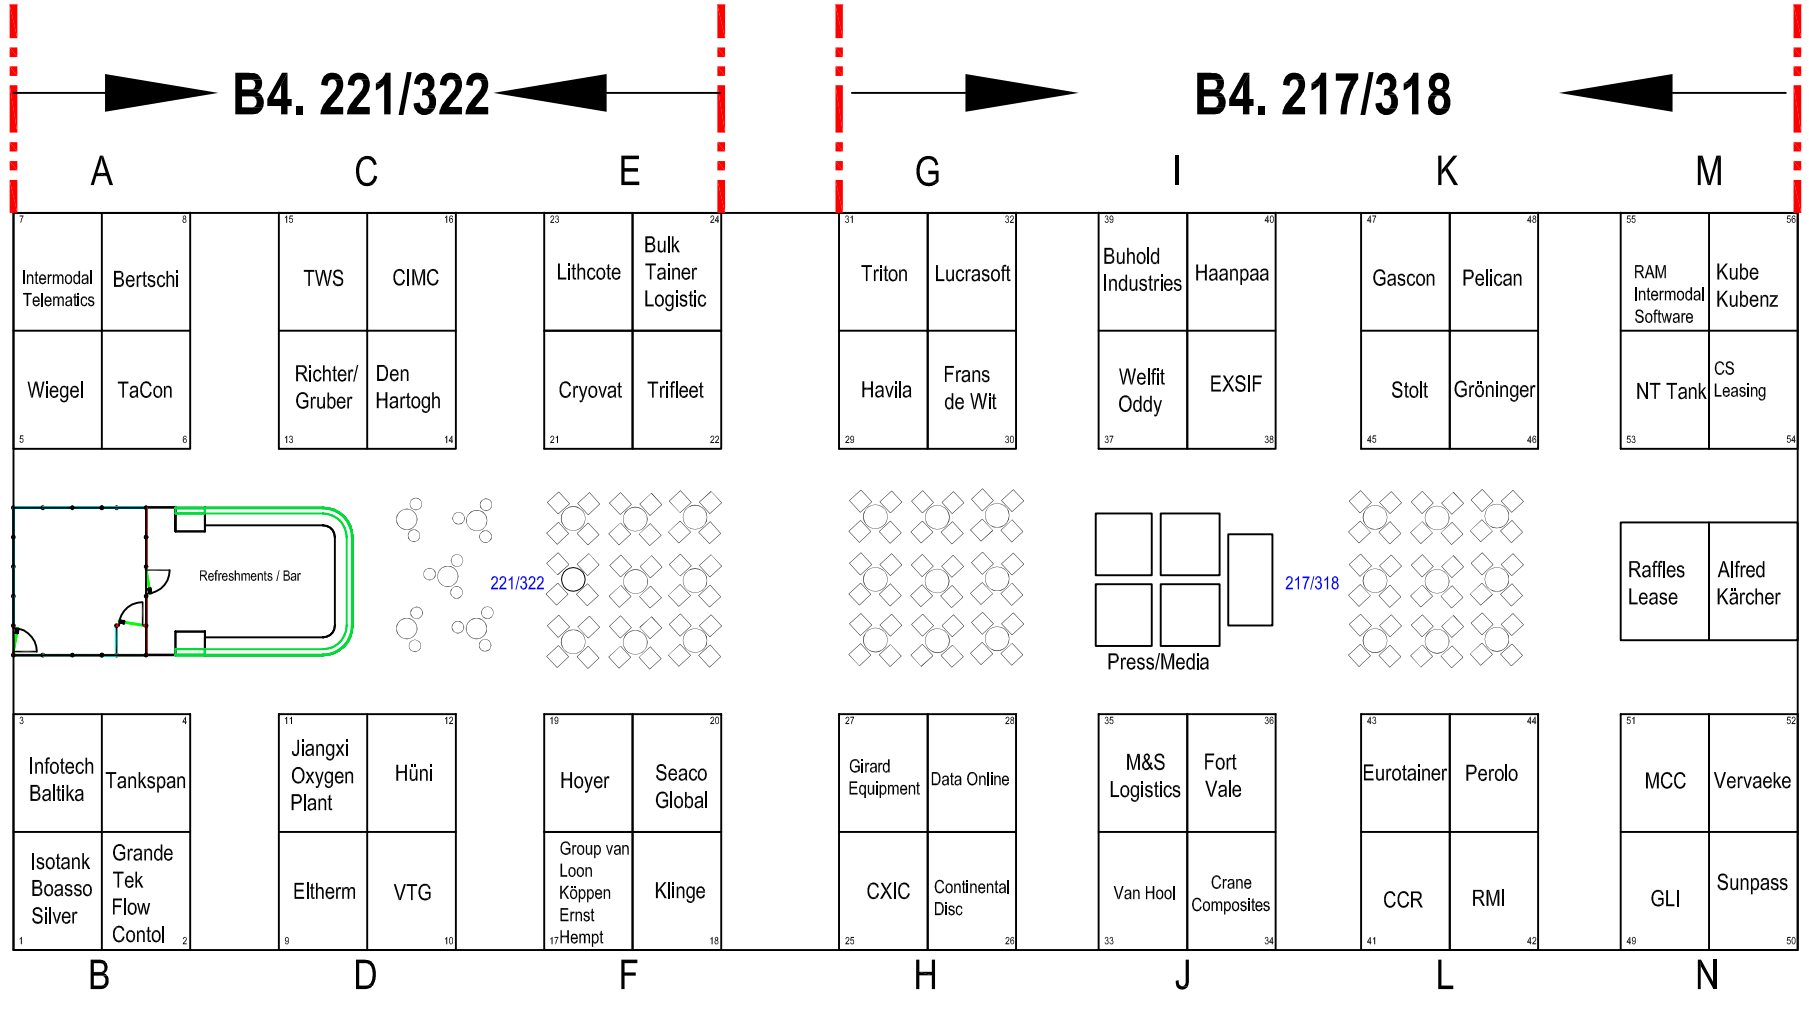 B4. 221/322
B4. 217/318
A
C
E
G
I
K
M
7
8
15
16
23
24
31
32
39
40
47
48
55
56
Intermodal
Telematics
Bertschi
TWS
CIMC
Lithcote
Bulk
Tainer
Logistic
Triton
Lucrasoft
Buhold
Industries
Haanpaa
Gascon
Pelican
RAM
Intermodal
Software
Kube
Kubenz
Wiegel
TaCon
Richter/
Gruber
Den
Hartogh
Cryovat
Trifleet
Havila
Frans
de Wit
Welfit
Oddy
EXSIF
Stolt
Gröninger
NT Tank
CS
Leasing
5
6
13
14
21
22
29
30
37
38
45
46
53
54
Refreshments / Bar
221/322
217/318
Press/Media
Raffles
Lease
Alfred
Kärcher
3
4
11
12
19
20
27
28
35
36
43
44
51
52
Infotech
Baltika
Tankspan
Jiangxi
Oxygen
Plant
Hüni
Hoyer
Seaco
Global
Girard
Equipment
Data Online
M&S
Logistics
Fort
Vale
Eurotainer
Perolo
MCC
Vervaeke
Isotank
Boasso
Silver
Grande
Tek
Flow
Contol
Eltherm
VTG
Group van
Loon
Köppen
Ernst
Hempt
Klinge
CXIC
Continental
Disc
Van Hool
Crane
Composites
CCR
RMI
GLI
Sunpass
1
2
9
10
17
18
25
26
33
34
41
42
49
50
B
D
F
H
J
L
N